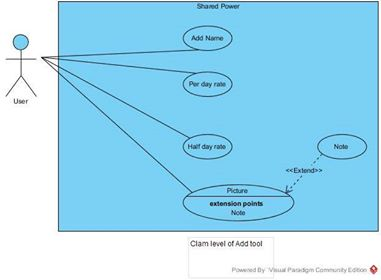 Shared Power
Add Name
User
Per day rate
Half day rate
Note
<<Extend>>
Picture
extension points
Note
Clam level of Add tool
Powered By Visual Paradigm Community Edition